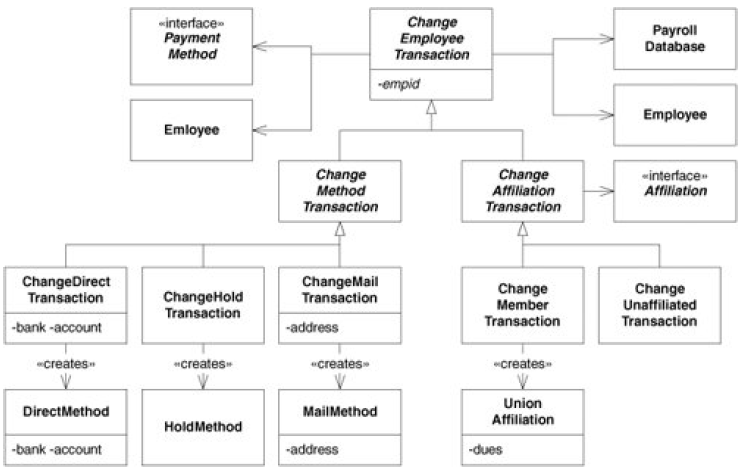 «interface»
Payment
Method
Change
Employee
Transaction
-empid
Payroll
Database
Emloyee
Employee
Change
Method
Transaction
Change
Affiliation
Transaction
«interface»
Affiliation
ChangeDirect
Transaction
-bank -account
ChangeHold
Transaction
ChangeMail
Transaction
-address
Change
Member
Transaction
Change
Unaffiliated
Transaction
«creates»
«creates»
«creates»
«creates»
DirectMethod
-bank -account
HoldMethod
MailMethod
-address
Union
Affiliation
-dues